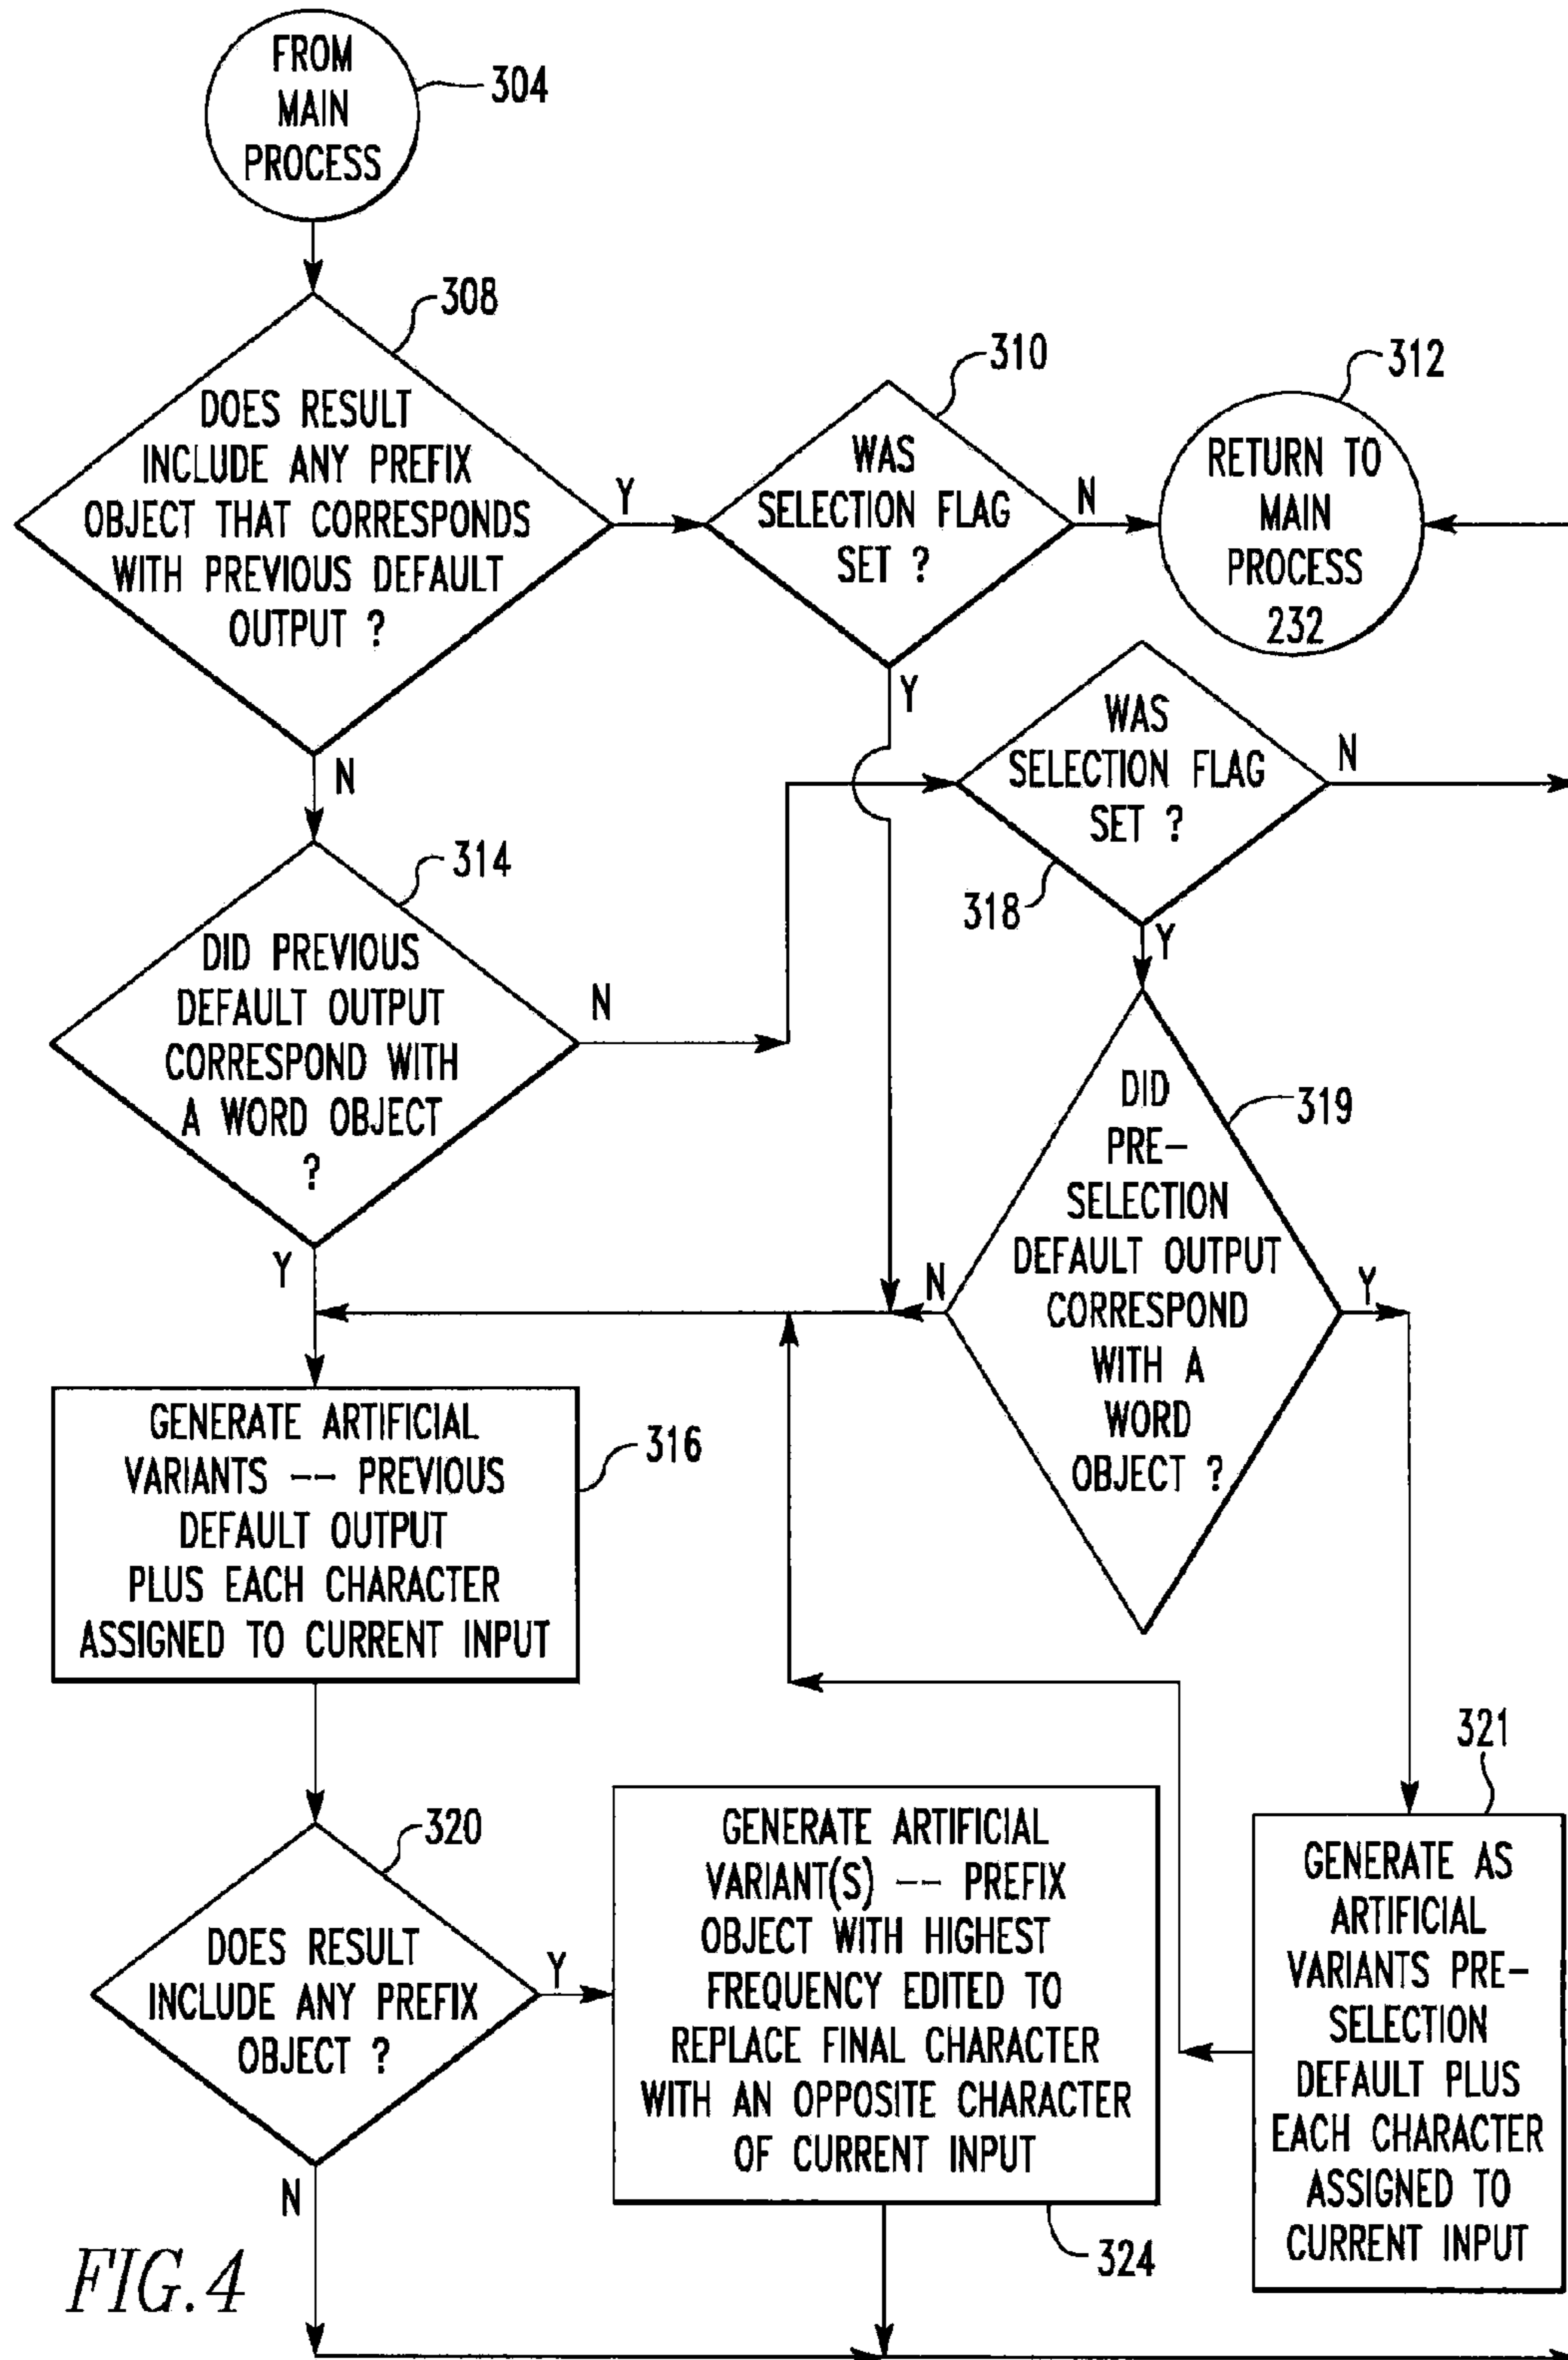 FROM
MAIN
PROCESS
304
308
DOES RESULT
INCLUDE ANY PREFIX
OBJECT THAT CORRESPONDS
WITH PREVIOUS DEFAULT
OUTPUT ?
Y
N
310
WAS
SELECTION FLAG
SET ?
N
Y
312
RETURN TO
MAIN
PROCESS
232
314
DID PREVIOUS
DEFAULT OUTPUT
CORRESPOND WITH
A WORD OBJECT
?
N
Y
WAS
SELECTION FLAG
SET ?
N
318
Y
DID
PRE-
SELECTION
DEFAULT OUTPUT
CORRESPOND
WITH A
WORD
OBJECT ?
319
N
Y
GENERATE ARTIFICIAL
VARIANTS -- PREVIOUS
DEFAULT OUTPUT
PLUS EACH CHARACTER
ASSIGNED TO CURRENT INPUT
316
320
DOES RESULT
INCLUDE ANY PREFIX
OBJECT ?
Y
N
GENERATE ARTIFICIAL
VARIANT(S) -- PREFIX
OBJECT WITH HIGHEST
FREQUENCY EDITED TO
REPLACE FINAL CHARACTER
WITH AN OPPOSITE CHARACTER
OF CURRENT INPUT
324
321
GENERATE AS
ARTIFICIAL
VARIANTS PRE-
SELECTION
DEFAULT PLUS
EACH CHARACTER
ASSIGNED TO
CURRENT INPUT
FIG.4